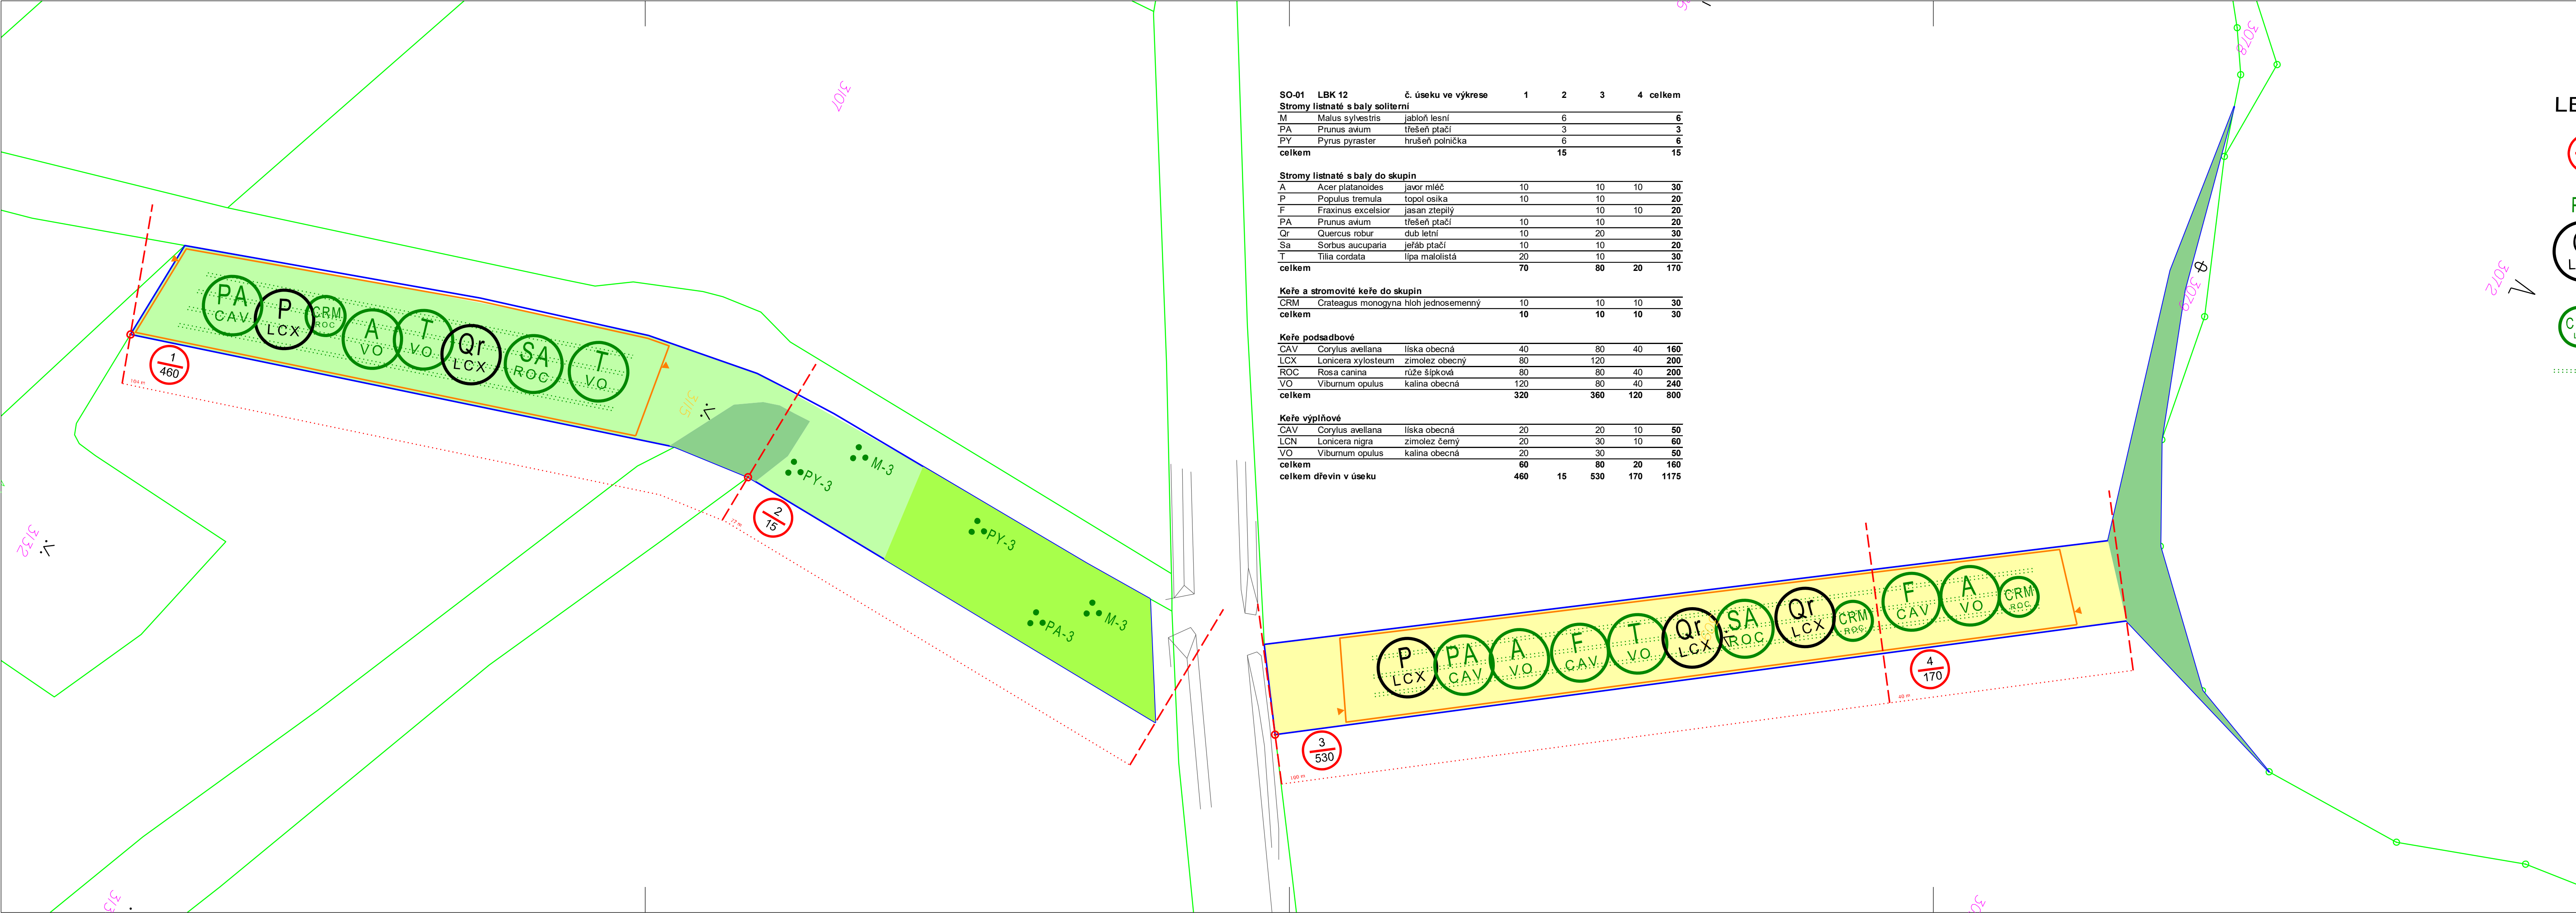 3107
3078
SO-01 LBK 12 č. úseku ve výkrese 1 2 3 4 celkem
Stromy listnaté s baly soliterní
M Malus sylvestris jabloň lesní 6 6
PA Prunus avium třešeň ptačí 3 3
PY Pyrus pyraster hrušeň polnička 6 6
celkem 15 15
Stromy listnaté s baly do skupin
A Acer platanoides javor mléč 10 10 10 30
P Populus tremula topol osika 10 10 20
F Fraxinus excelsior jasan ztepilý 10 10 20
PA Prunus avium třešeň ptačí 10 10 20
Qr Quercus robur dub letní 10 20 30
Sa Sorbus aucuparia jeřáb ptačí 10 10 20
T Tilia cordata lípa malolistá 20 10 30
celkem 70 80 20 170
Keře a stromovité keře do skupin
CRM Crateagus monogyna hloh jednosemenný 10 10 10 30
celkem 10 10 10 30
Keře podsadbové
CAV Corylus avellana líska obecná 40 80 40 160
LCX Lonicera xylosteum zimolez obecný 80 120 200
ROC Rosa canina růže šípková 80 80 40 200
VO Viburnum opulus kalina obecná 120 80 40 240
celkem 320 360 120 800
Keře výplňové
CAV Corylus avellana líska obecná 20 20 10 50
LCN Lonicera nigra zimolez černý 20 30 10 60
VO Viburnum opulus kalina obecná 20 30 50
celkem 60 80 20 160
celkem dřevin v úseku 460 15 530 170 1175
PA CAV
P LCX
CRM ROC
A VO
T VO
Qr LCX
SA ROC
T VO
1
460
104 m
3115
M-3
PY-3
2
15
PY-3
PA-3
M-3
3132
3072
P LCX
PA CAV
A VO
F CAV
T VO
Qr LCX
SA ROC
Qr LCX
CRM ROC
F CAV
A VO
CRM ROC
3
530
100 m
4
170
40 m